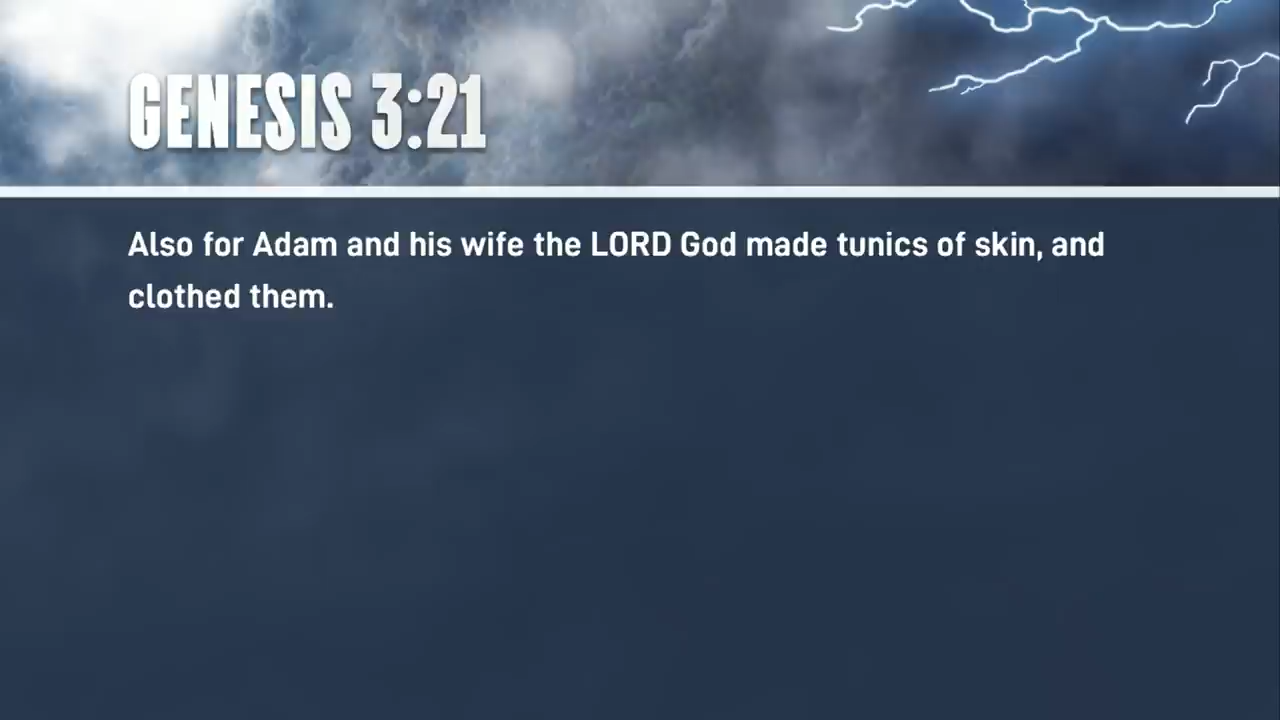 GENESIS 3:21
Also for Adam and his wife the LORD God made tunics of skin, and
clothed them.